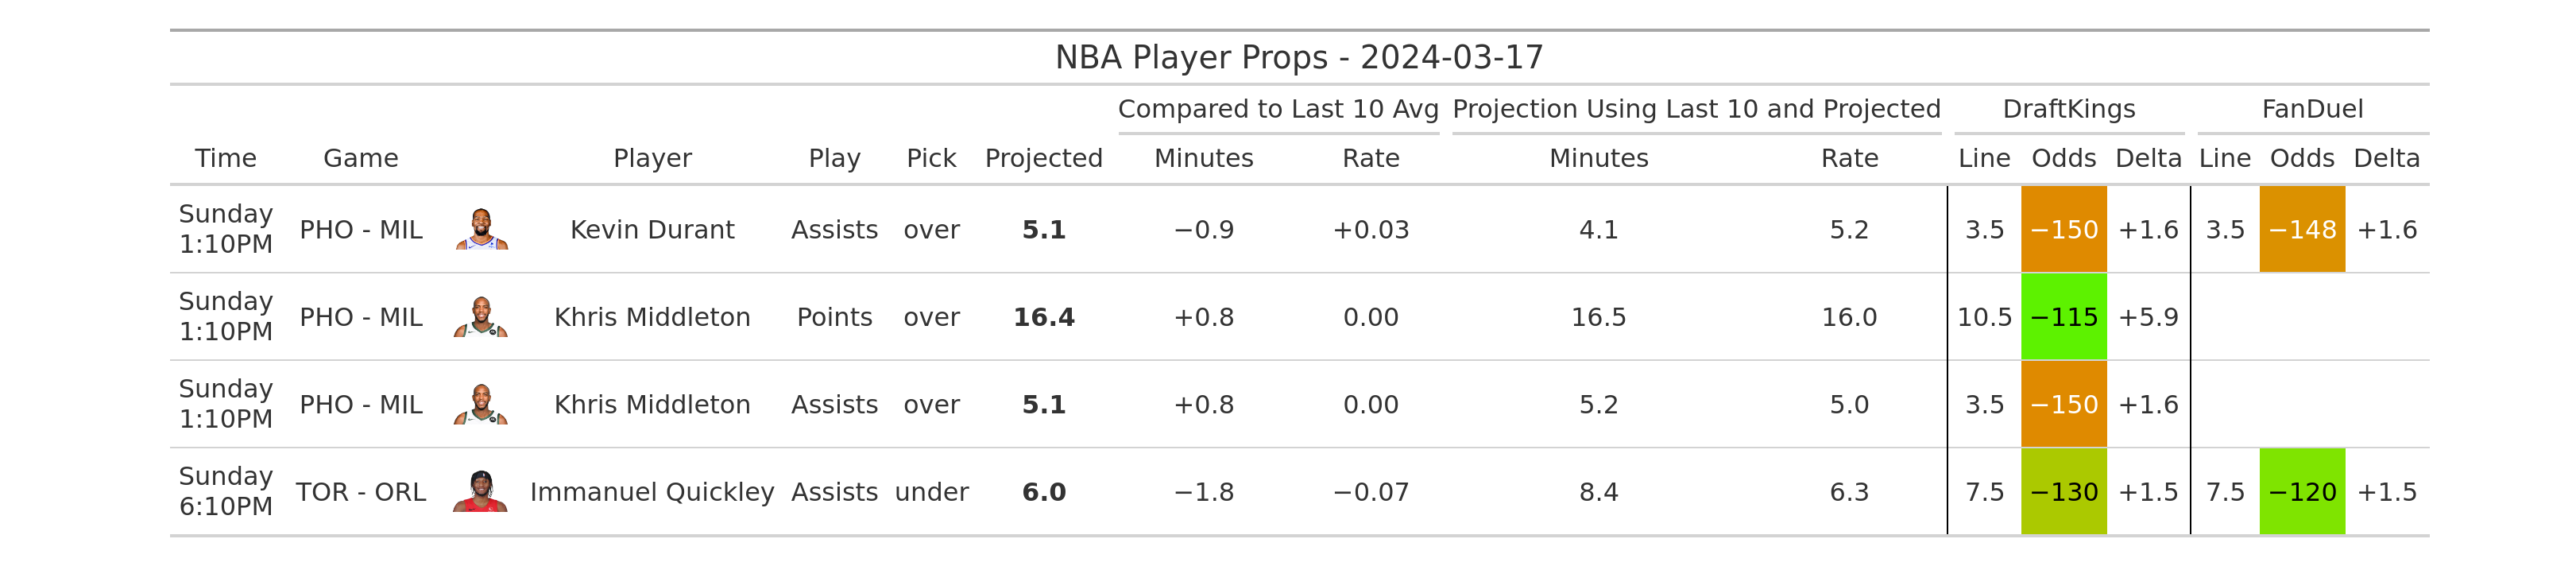 NBA Player Props - 2024-03-17
Compared to Last 10 Avg Projection Using Last 10 and Projected DraftKings FanDuel
Time Game Player Play Pick Projected Minutes Rate Minutes Rate Line Odds Delta Line Odds Delta
Sunday
1:10PM PHO - MIL Kevin Durant Assists over 5.1 −0.9 +0.03 4.1 5.2 3.5 −150 +1.6 3.5 −148 +1.6
Sunday
1:10PM PHO - MIL Khris Middleton Points over 16.4 +0.8 0.00 16.5 16.0 10.5 −115 +5.9
Sunday
1:10PM PHO - MIL Khris Middleton Assists over 5.1 +0.8 0.00 5.2 5.0 3.5 −150 +1.6
Sunday
6:10PM TOR - ORL Immanuel Quickley Assists under 6.0 −1.8 −0.07 8.4 6.3 7.5 −130 +1.5 7.5 −120 +1.5